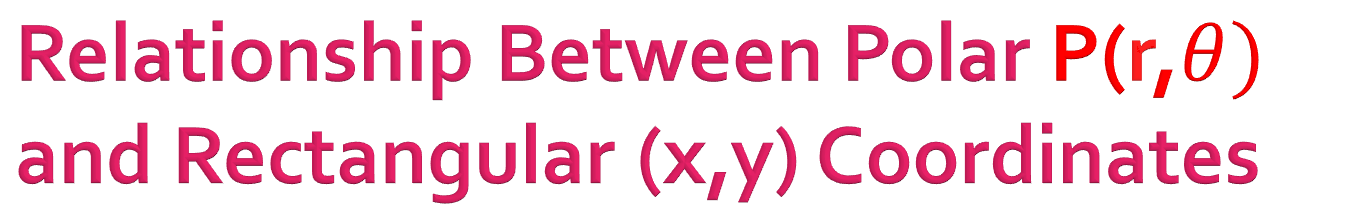 Relationship Between Polar P(r,θ)
and Rectangular (x,y) Coordinates